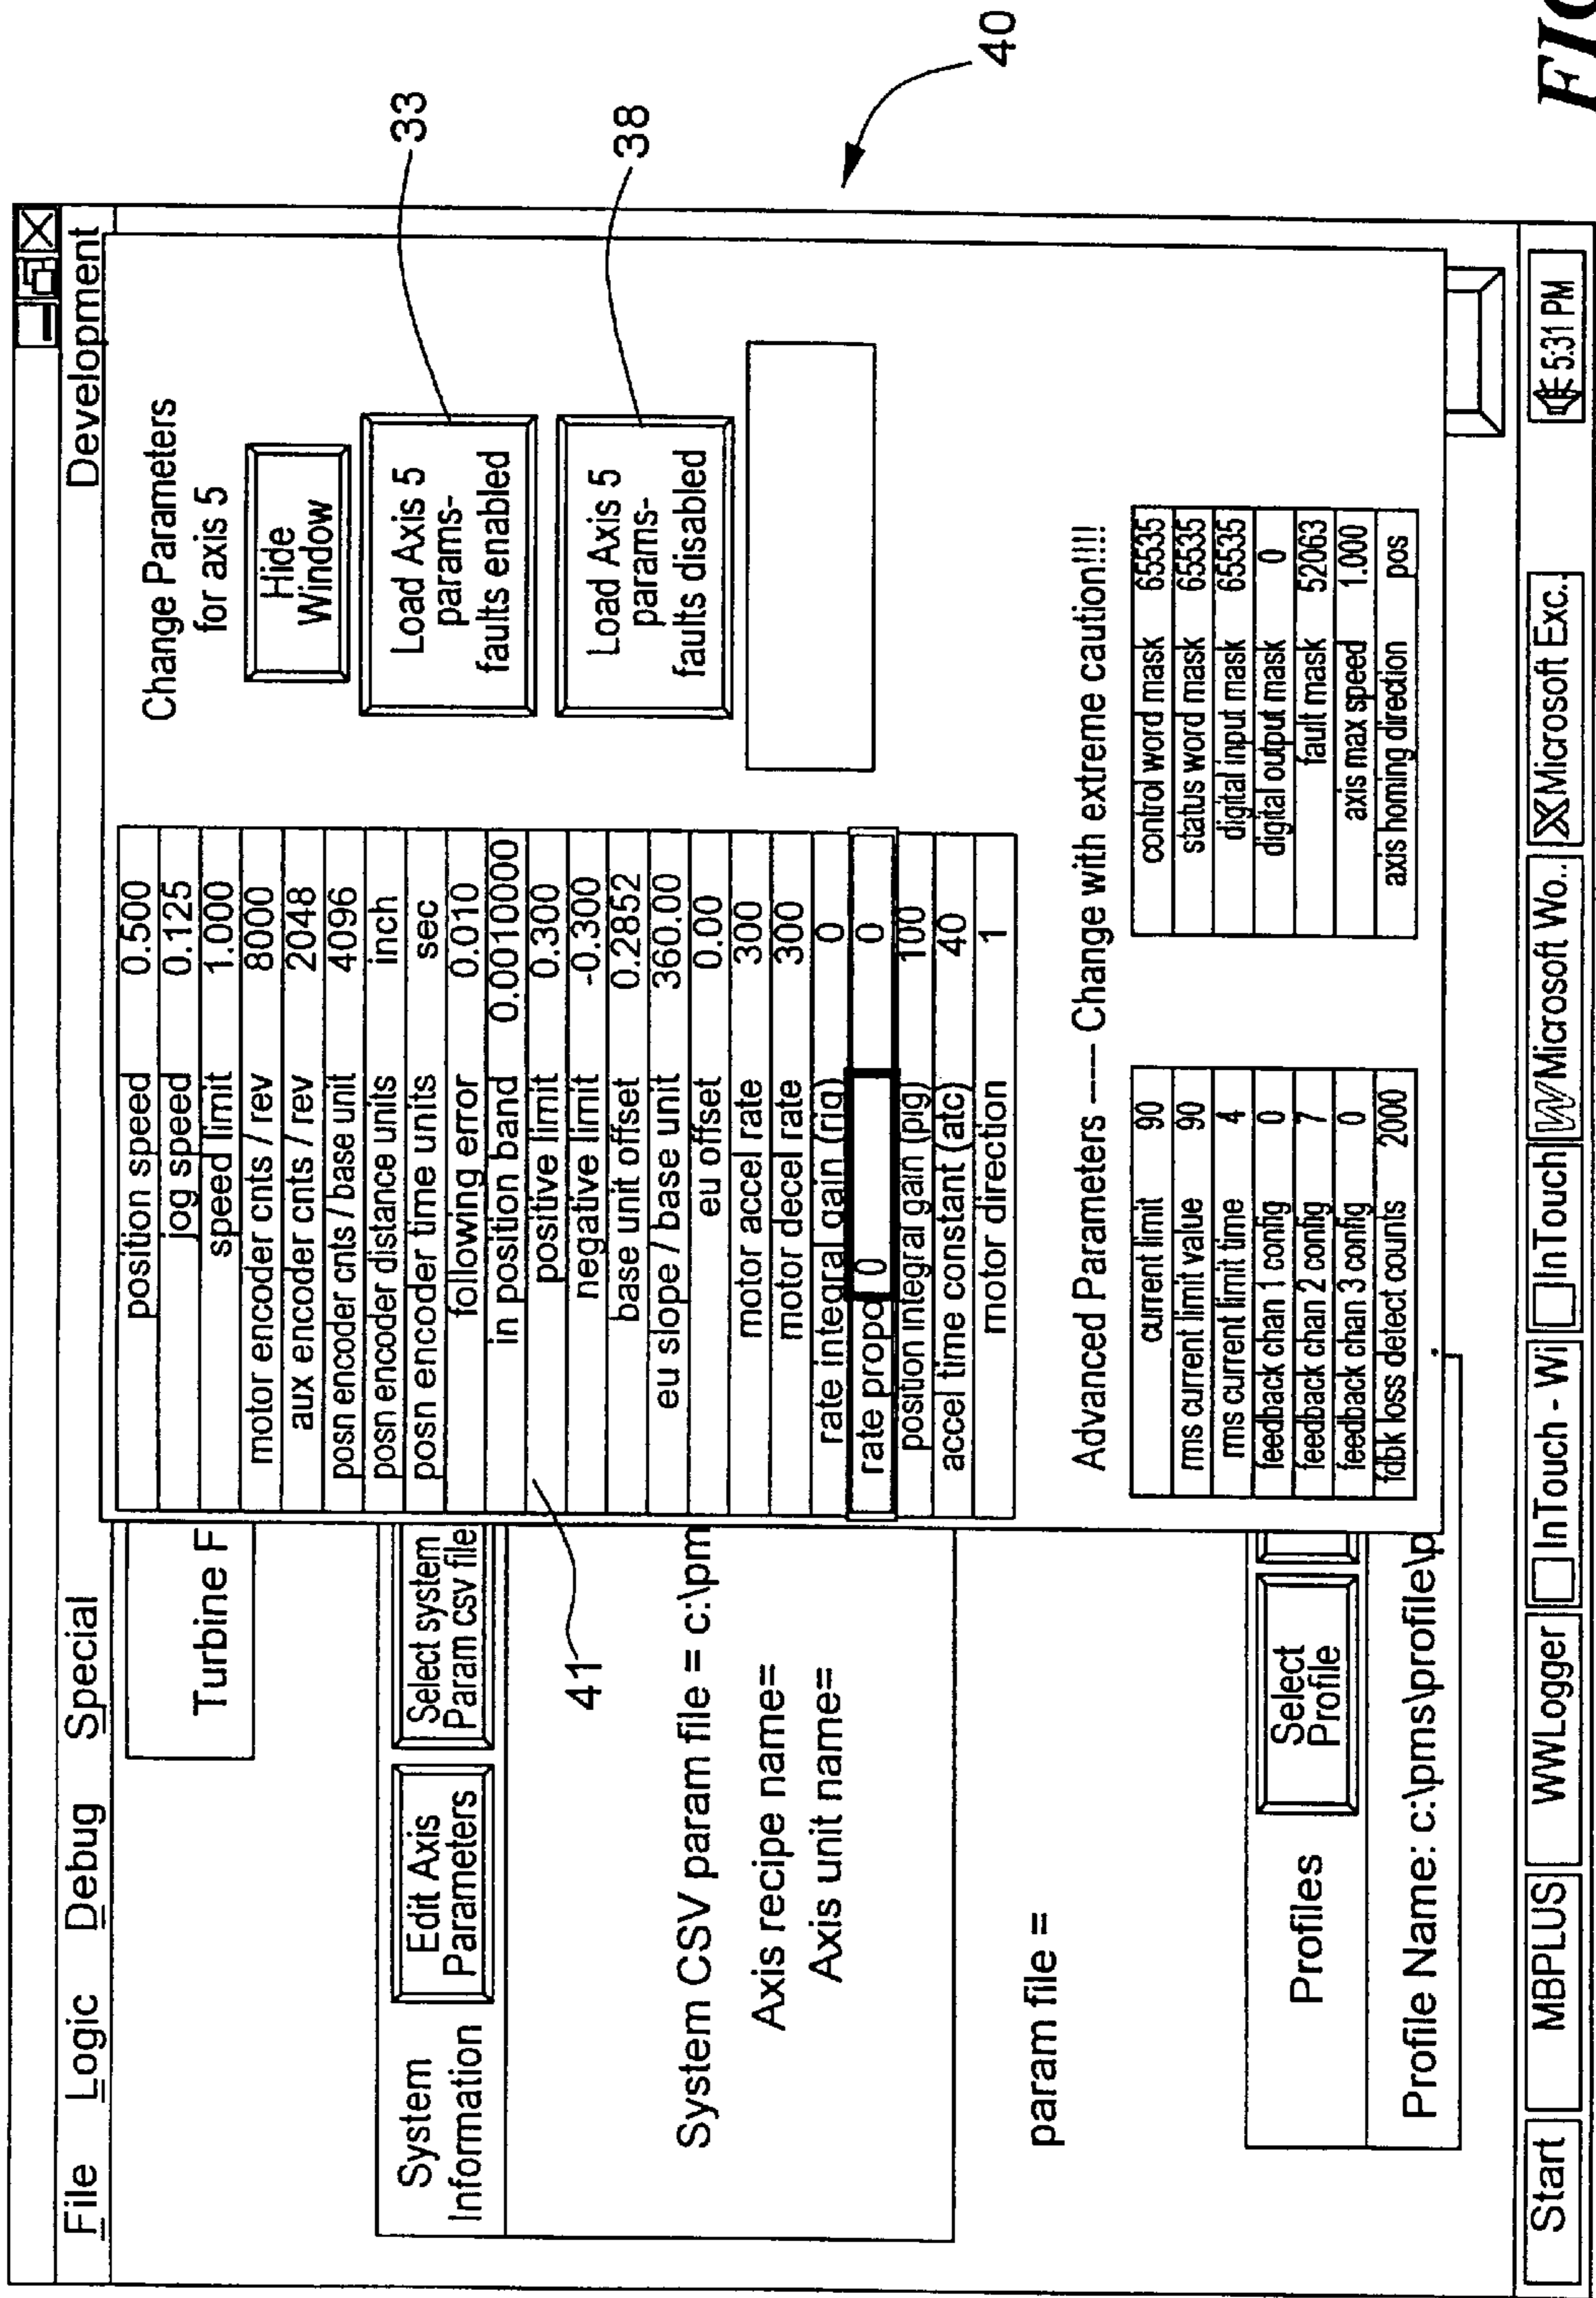 File Logic Debug Special
Development
Turbine F
System
Information
Edit Axis
Parameters
Select system
Param csv file
System CSV param file = c:\pm
Axis recipe name=
Axis unit name=
param file =
Profiles
Select
Profile
Profile Name: c:\pms\profile\p
41
position speed 0.500
jog speed 0.125
speed limit 1.000
motor encoder cnts / rev 8000
aux encoder cnts / rev 2048
posn encoder cnts / base unit 4096
posn encoder distance units inch
posn encoder time units sec
following error 0.010
in position band 0.0010000
positive limit 0.300
negative limit -0.300
base unit offset 0.2852
eu slope / base unit 360.00
eu offset 0.00
motor accel rate 300
motor decel rate 300
rate integral gain (rig) 0
rate propo 0 0
position integral gain (pig) 100
accel time constant (atc) 40
motor direction 1
Change Parameters
for axis 5
Hide
Window
Load Axis 5
params-
faults enabled
33
Load Axis 5
params-
faults disabled
38
40
Advanced Parameters ---- Change with extreme caution!!!!
current limit 90
rms current limit value 90
rms current limit time 4
feedback chan 1 config 0
feedback chan 2 config 7
feedback chan 3 config 0
fdbk loss detect counts 2000
control word mask 65535
status word mask 65535
digital input mask 65535
digital output mask 0
fault mask 52063
axis max speed 1.000
axis homing direction pos
Start MBPLUS WWLogger InTouch - Wi InTouch Microsoft Wo.. Microsoft Exc.. 5:31 PM